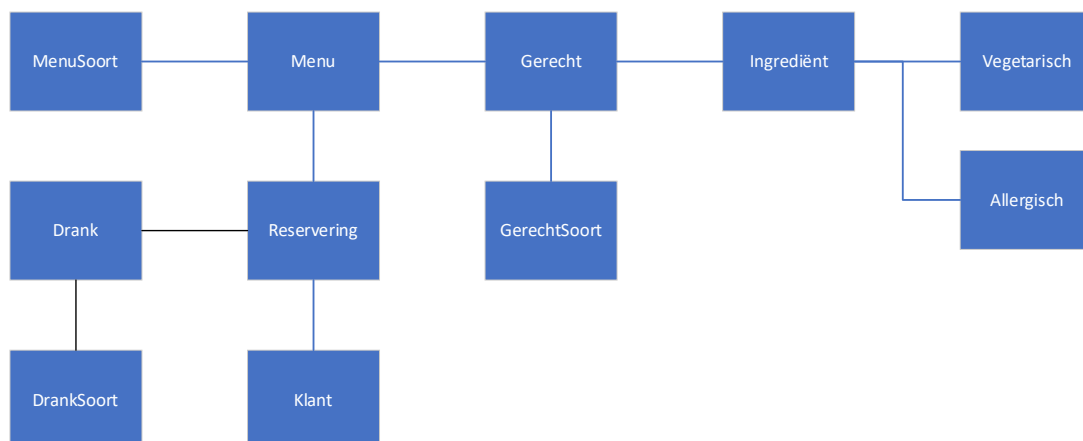 MenuSoort
Menu
Gerecht
Ingrediënt
Vegetarisch
Allergisch
Drank
Reservering
GerechtSoort
DrankSoort
Klant